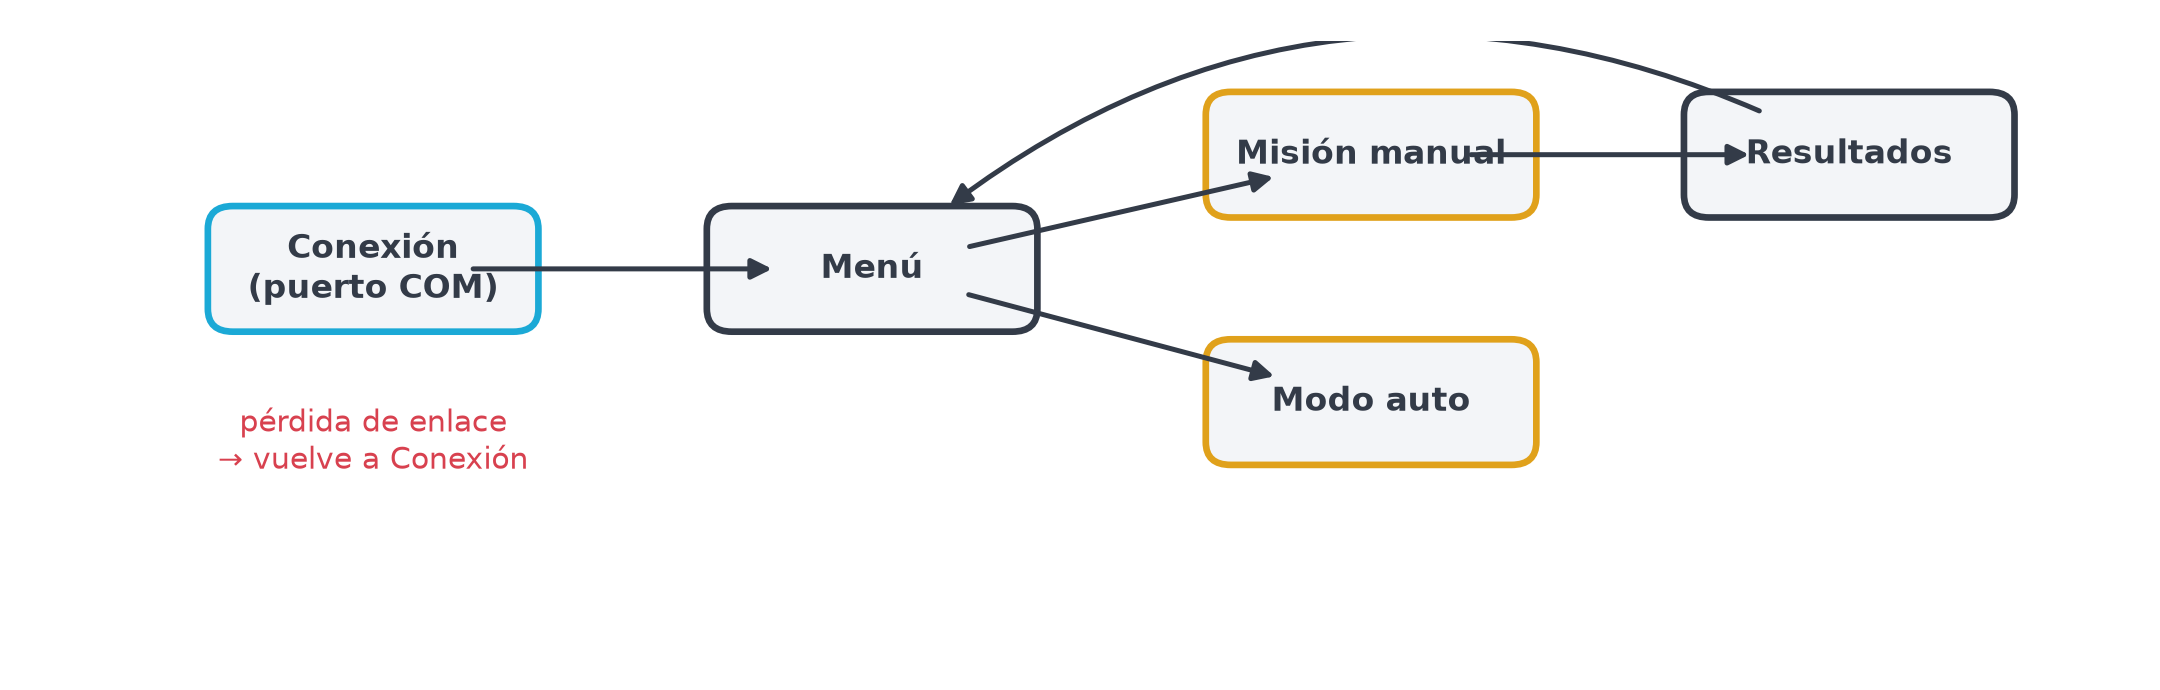 Conexión
(puerto COM)
Menú
Misión manual
Resultados
Modo auto
pérdida de enlace
→ vuelve a Conexión